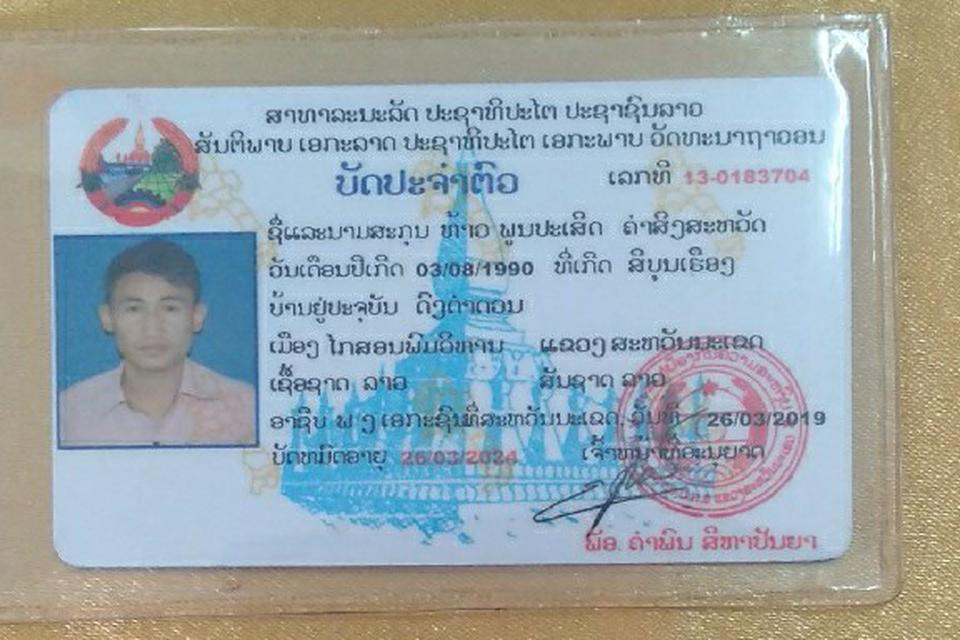 ສາທາລະນະລັດ ປະຊາທິປະໄຕ ປະຊາຊົນລາວ
ສັນຕິພາບ ເອກະລາດ ປະຊາທິປະໄຕ ເອກະພາບ ວັດທະນາຖາວອນ
ບັດປະຈຳຕົວ
ເລກທີ 13-0183704
ຊື່ແລະນາມສະກຸນ ທ້າວ ພູນປະເສີດ ຄຳສິງສະຫວັດ
ວັນເດືອນປີເກີດ 03/08/1990 ທີ່ເກີດ ສີບຸນເຮືອງ
ບ້ານຢູ່ປະຈຸບັນ ດົງດຳດວນ
ເມືອງ ໄກສອນພົມວິຫານ ແຂວງ ສະຫວັນນະເຂດ
ເຊື້ອຊາດ ລາວ ສັນຊາດ ລາວ
ອາຊີບ ພ ງ ເອກະຊົນທີ່ສະຫວັນນະເຂດ, ວັນທີ 26/03/2019
ບັດໝົດອາຍຸ 26/03/2024 ເຈົ້າໜ້າທີ່ອະນຸຍາດ
ພັອ. ຄຳພົນ ສີຫາປັນຍາ